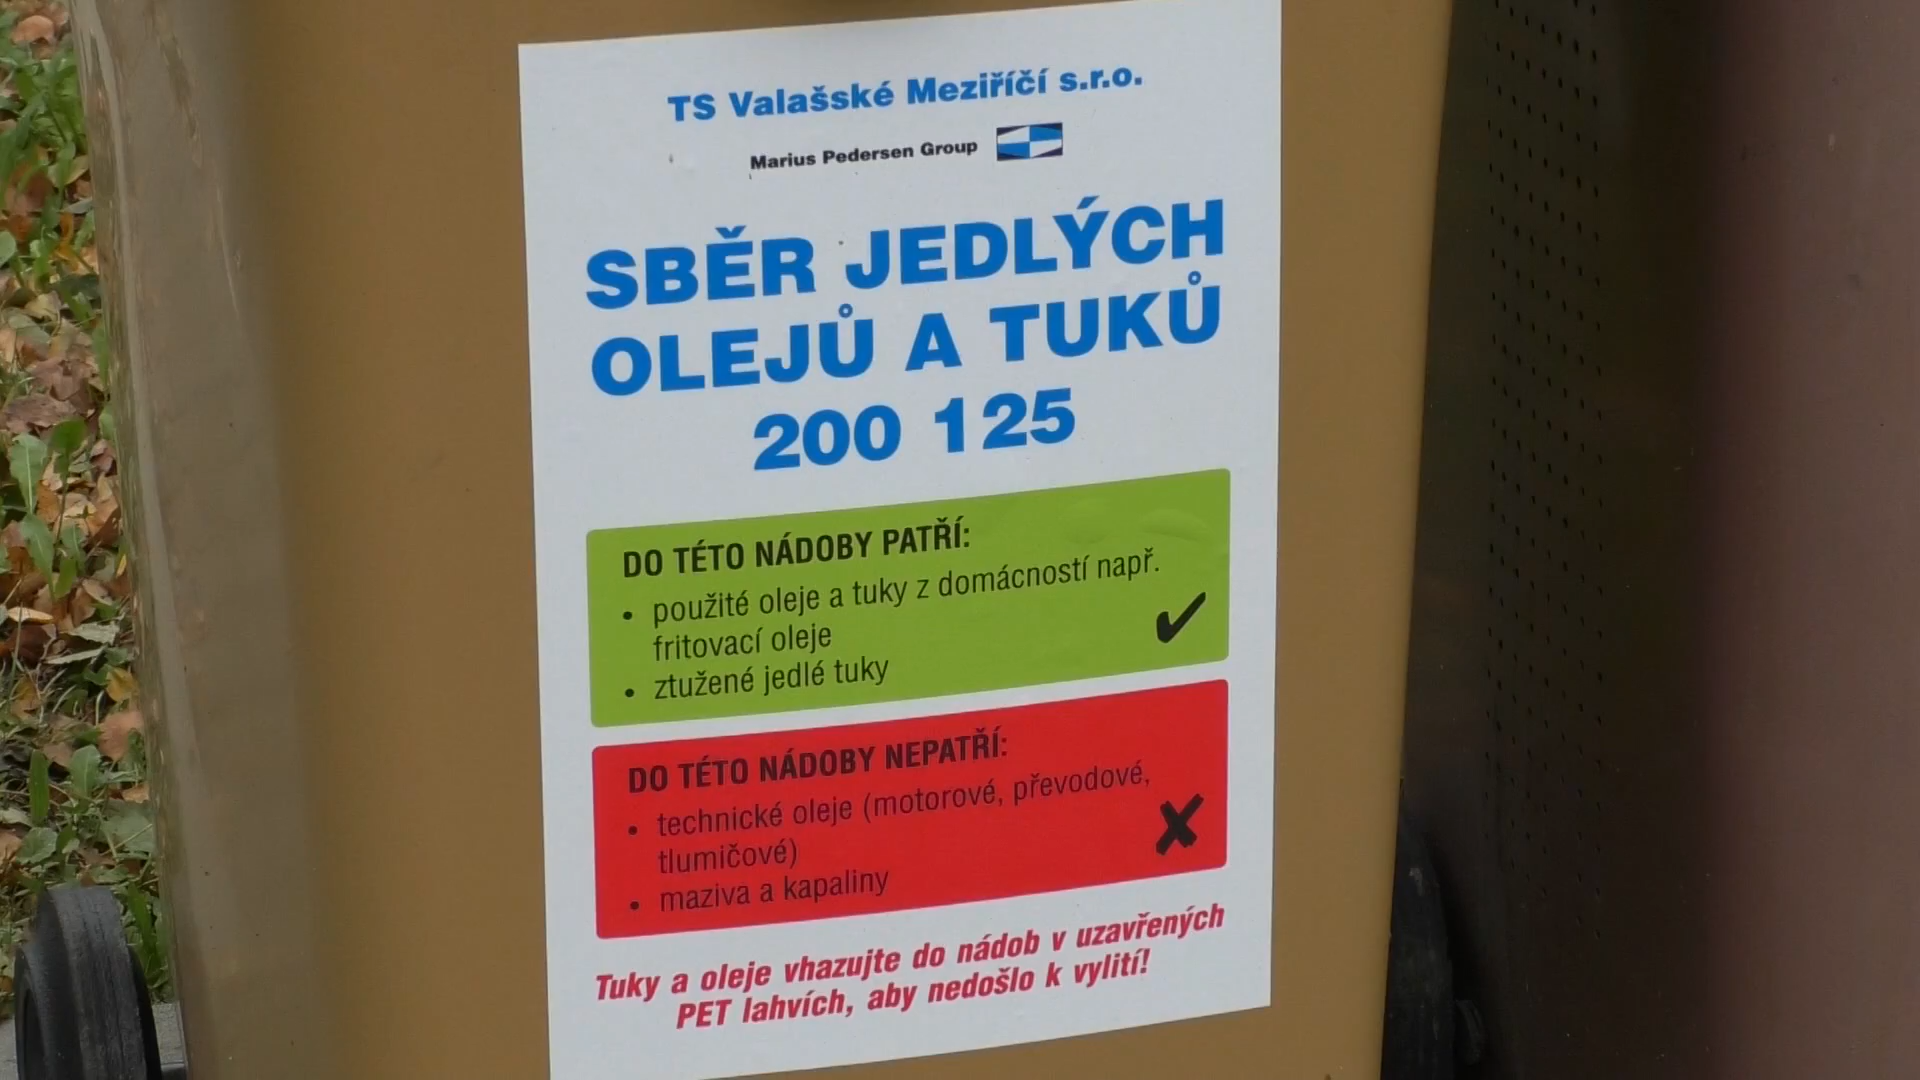 TS Valašské Meziříčí s.r.o.
Marius Pedersen Group
SBĚR JEDLÝCH
OLEJŮ A TUKŮ
200 125
DO TÉTO NÁDOBY PATŘÍ:
• použité oleje a tuky z domácností např.
fritovací oleje
• ztužené jedlé tuky
DO TÉTO NÁDOBY NEPATŘÍ:
• technické oleje (motorové, převodové,
tlumičové)
• maziva a kapaliny
Tuky a oleje vhazujte do nádob v uzavřených
PET lahvích, aby nedošlo k vylití!